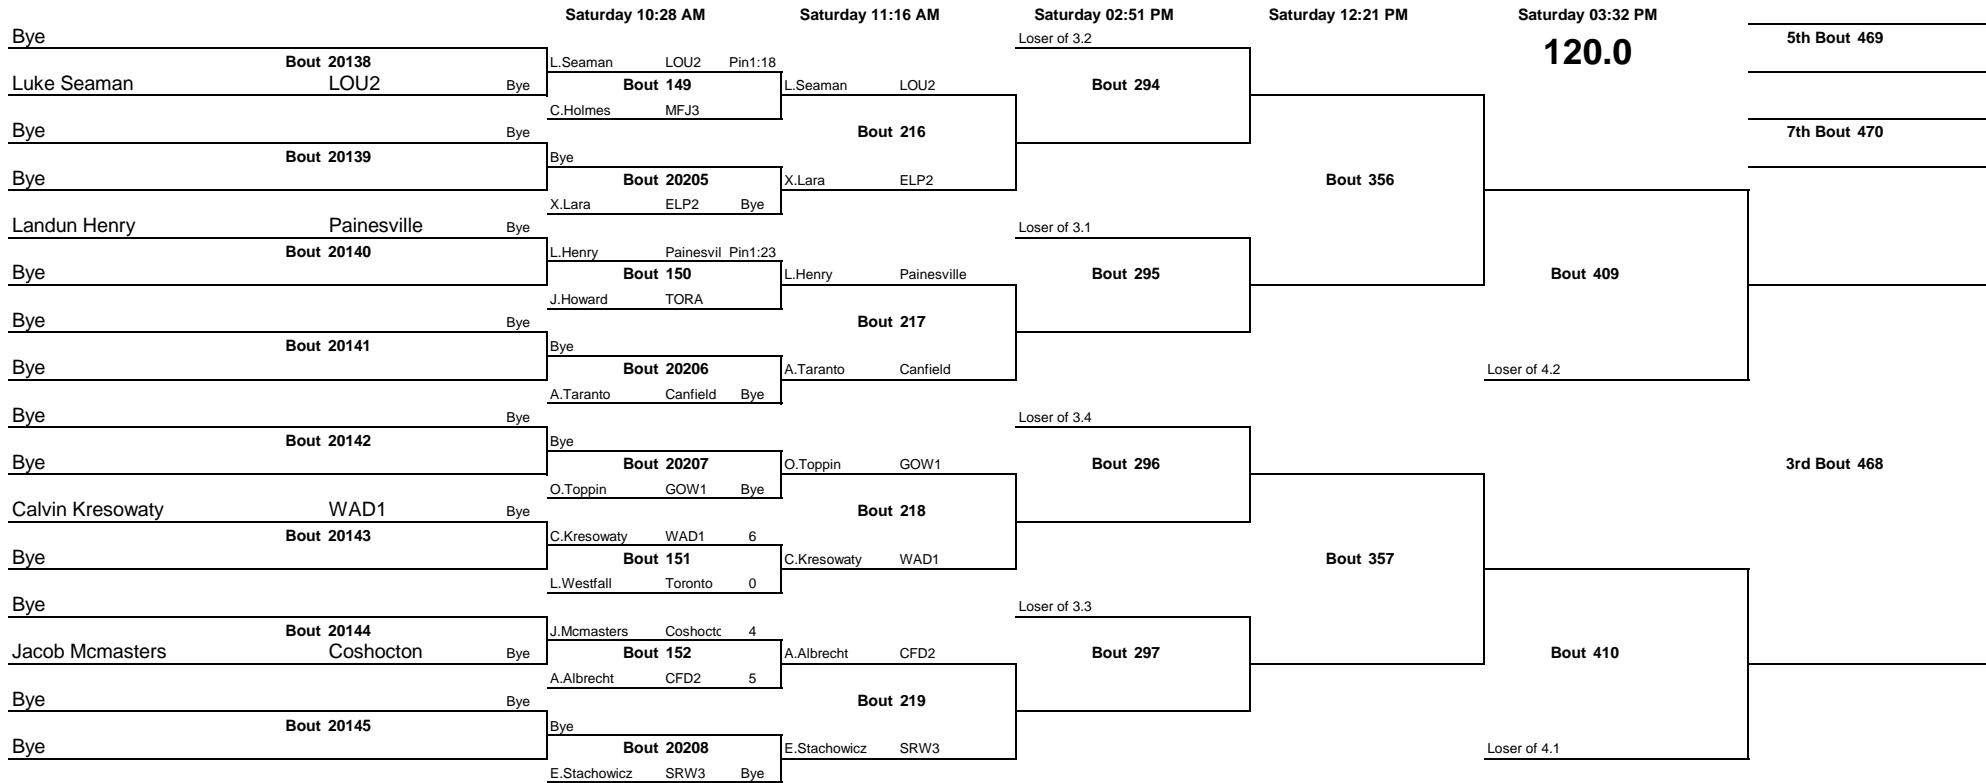 Saturday 10:28 AM Saturday 11:16 AM Saturday 02:51 PM Saturday 12:21 PM Saturday 03:32 PM
Bye Loser of 3.2 120.0 5th Bout 469
Bout 20138 L.Seaman LOU2 Pin1:18
Luke Seaman LOU2 Bye Bout 149 L.Seaman LOU2 Bout 294
C.Holmes MFJ3
Bye Bye Bout 216 7th Bout 470
Bout 20139 Bye
Bye Bout 20205 X.Lara ELP2 Bout 356
X.Lara ELP2 Bye
Landun Henry Painesville Bye Loser of 3.1
Bout 20140 L.Henry Painesvil Pin1:23
Bye Bout 150 L.Henry Painesville Bout 295 Bout 409
J.Howard TORA
Bye Bye Bout 217
Bout 20141 Bye
Bye Bout 20206 A.Taranto Canfield Loser of 4.2
A.Taranto Canfield Bye
Bye Bye Loser of 3.4
Bout 20142 Bye
Bye Bout 20207 O.Toppin GOW1 Bout 296 3rd Bout 468
O.Toppin GOW1 Bye
Calvin Kresowaty WAD1 Bye Bout 218
Bout 20143 C.Kresowaty WAD1 6
Bye Bout 151 C.Kresowaty WAD1 Bout 357
L.Westfall Toronto 0
Bye Loser of 3.3
Bout 20144 J.Mcmasters Coshoctc 4
Jacob Mcmasters Coshocton Bye Bout 152 A.Albrecht CFD2 Bout 297 Bout 410
A.Albrecht CFD2 5
Bye Bye Bout 219
Bout 20145 Bye
Bye Bout 20208 E.Stachowicz SRW3 Loser of 4.1
E.Stachowicz SRW3 Bye